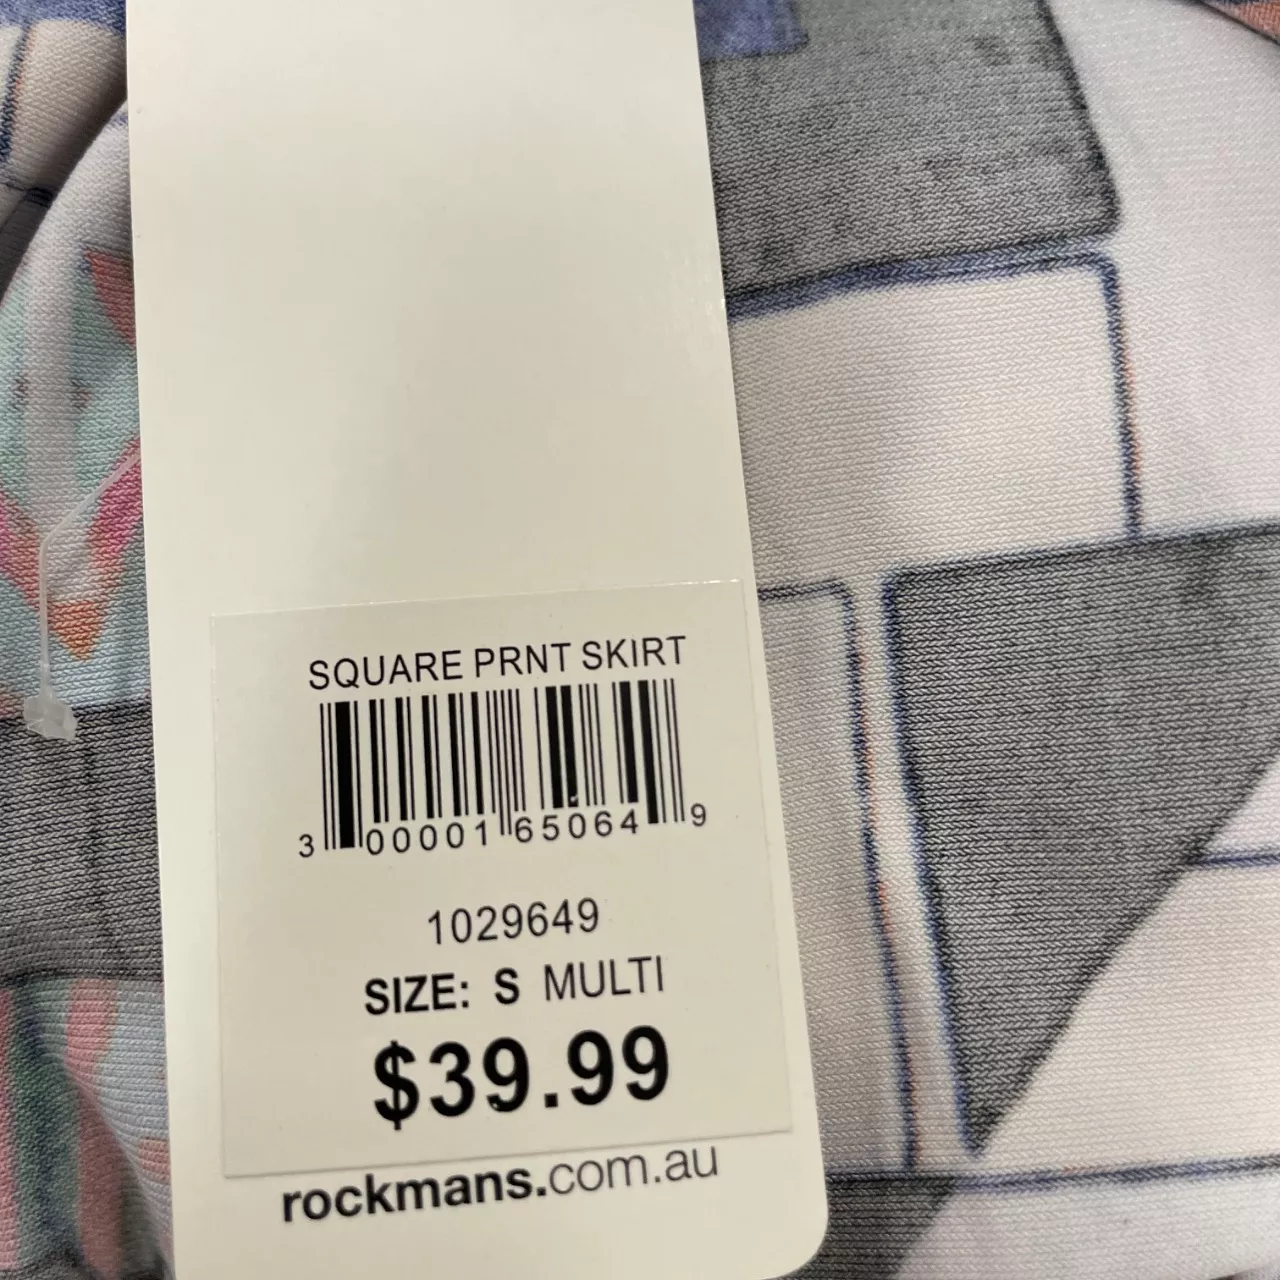 SQUARE PRNT SKIRT
3 00001 65064 9
1029649
SIZE: S MULTI
$39.99
rockmans.com.au